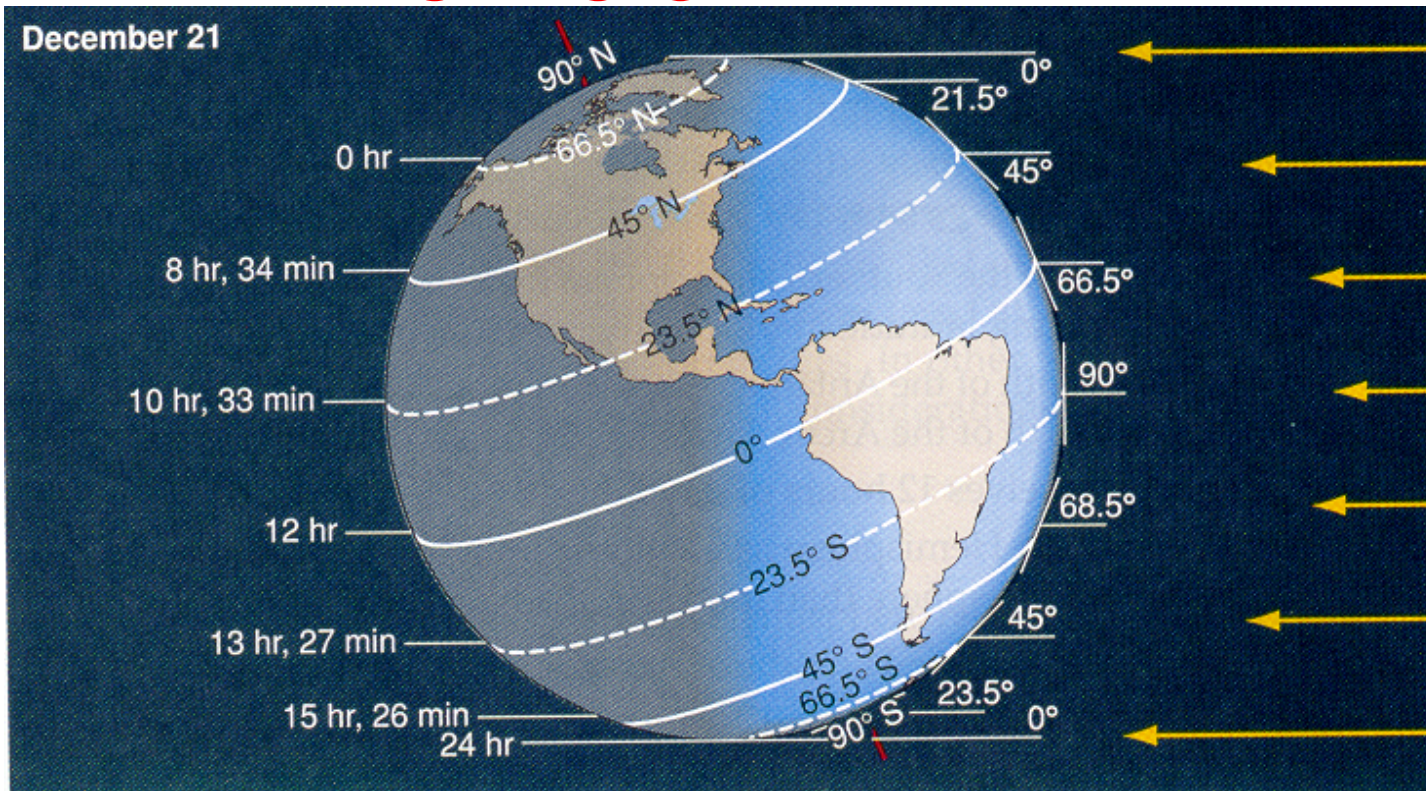 December 21
90° N
0°
21.5°
66.5° N
0 hr
45°
45° N
8 hr, 34 min
66.5°
23.5° N
90°
10 hr, 33 min
0°
68.5°
12 hr
23.5° S
45°
13 hr, 27 min
45° S
66.5° S
23.5°
15 hr, 26 min
90° S
0°
24 hr